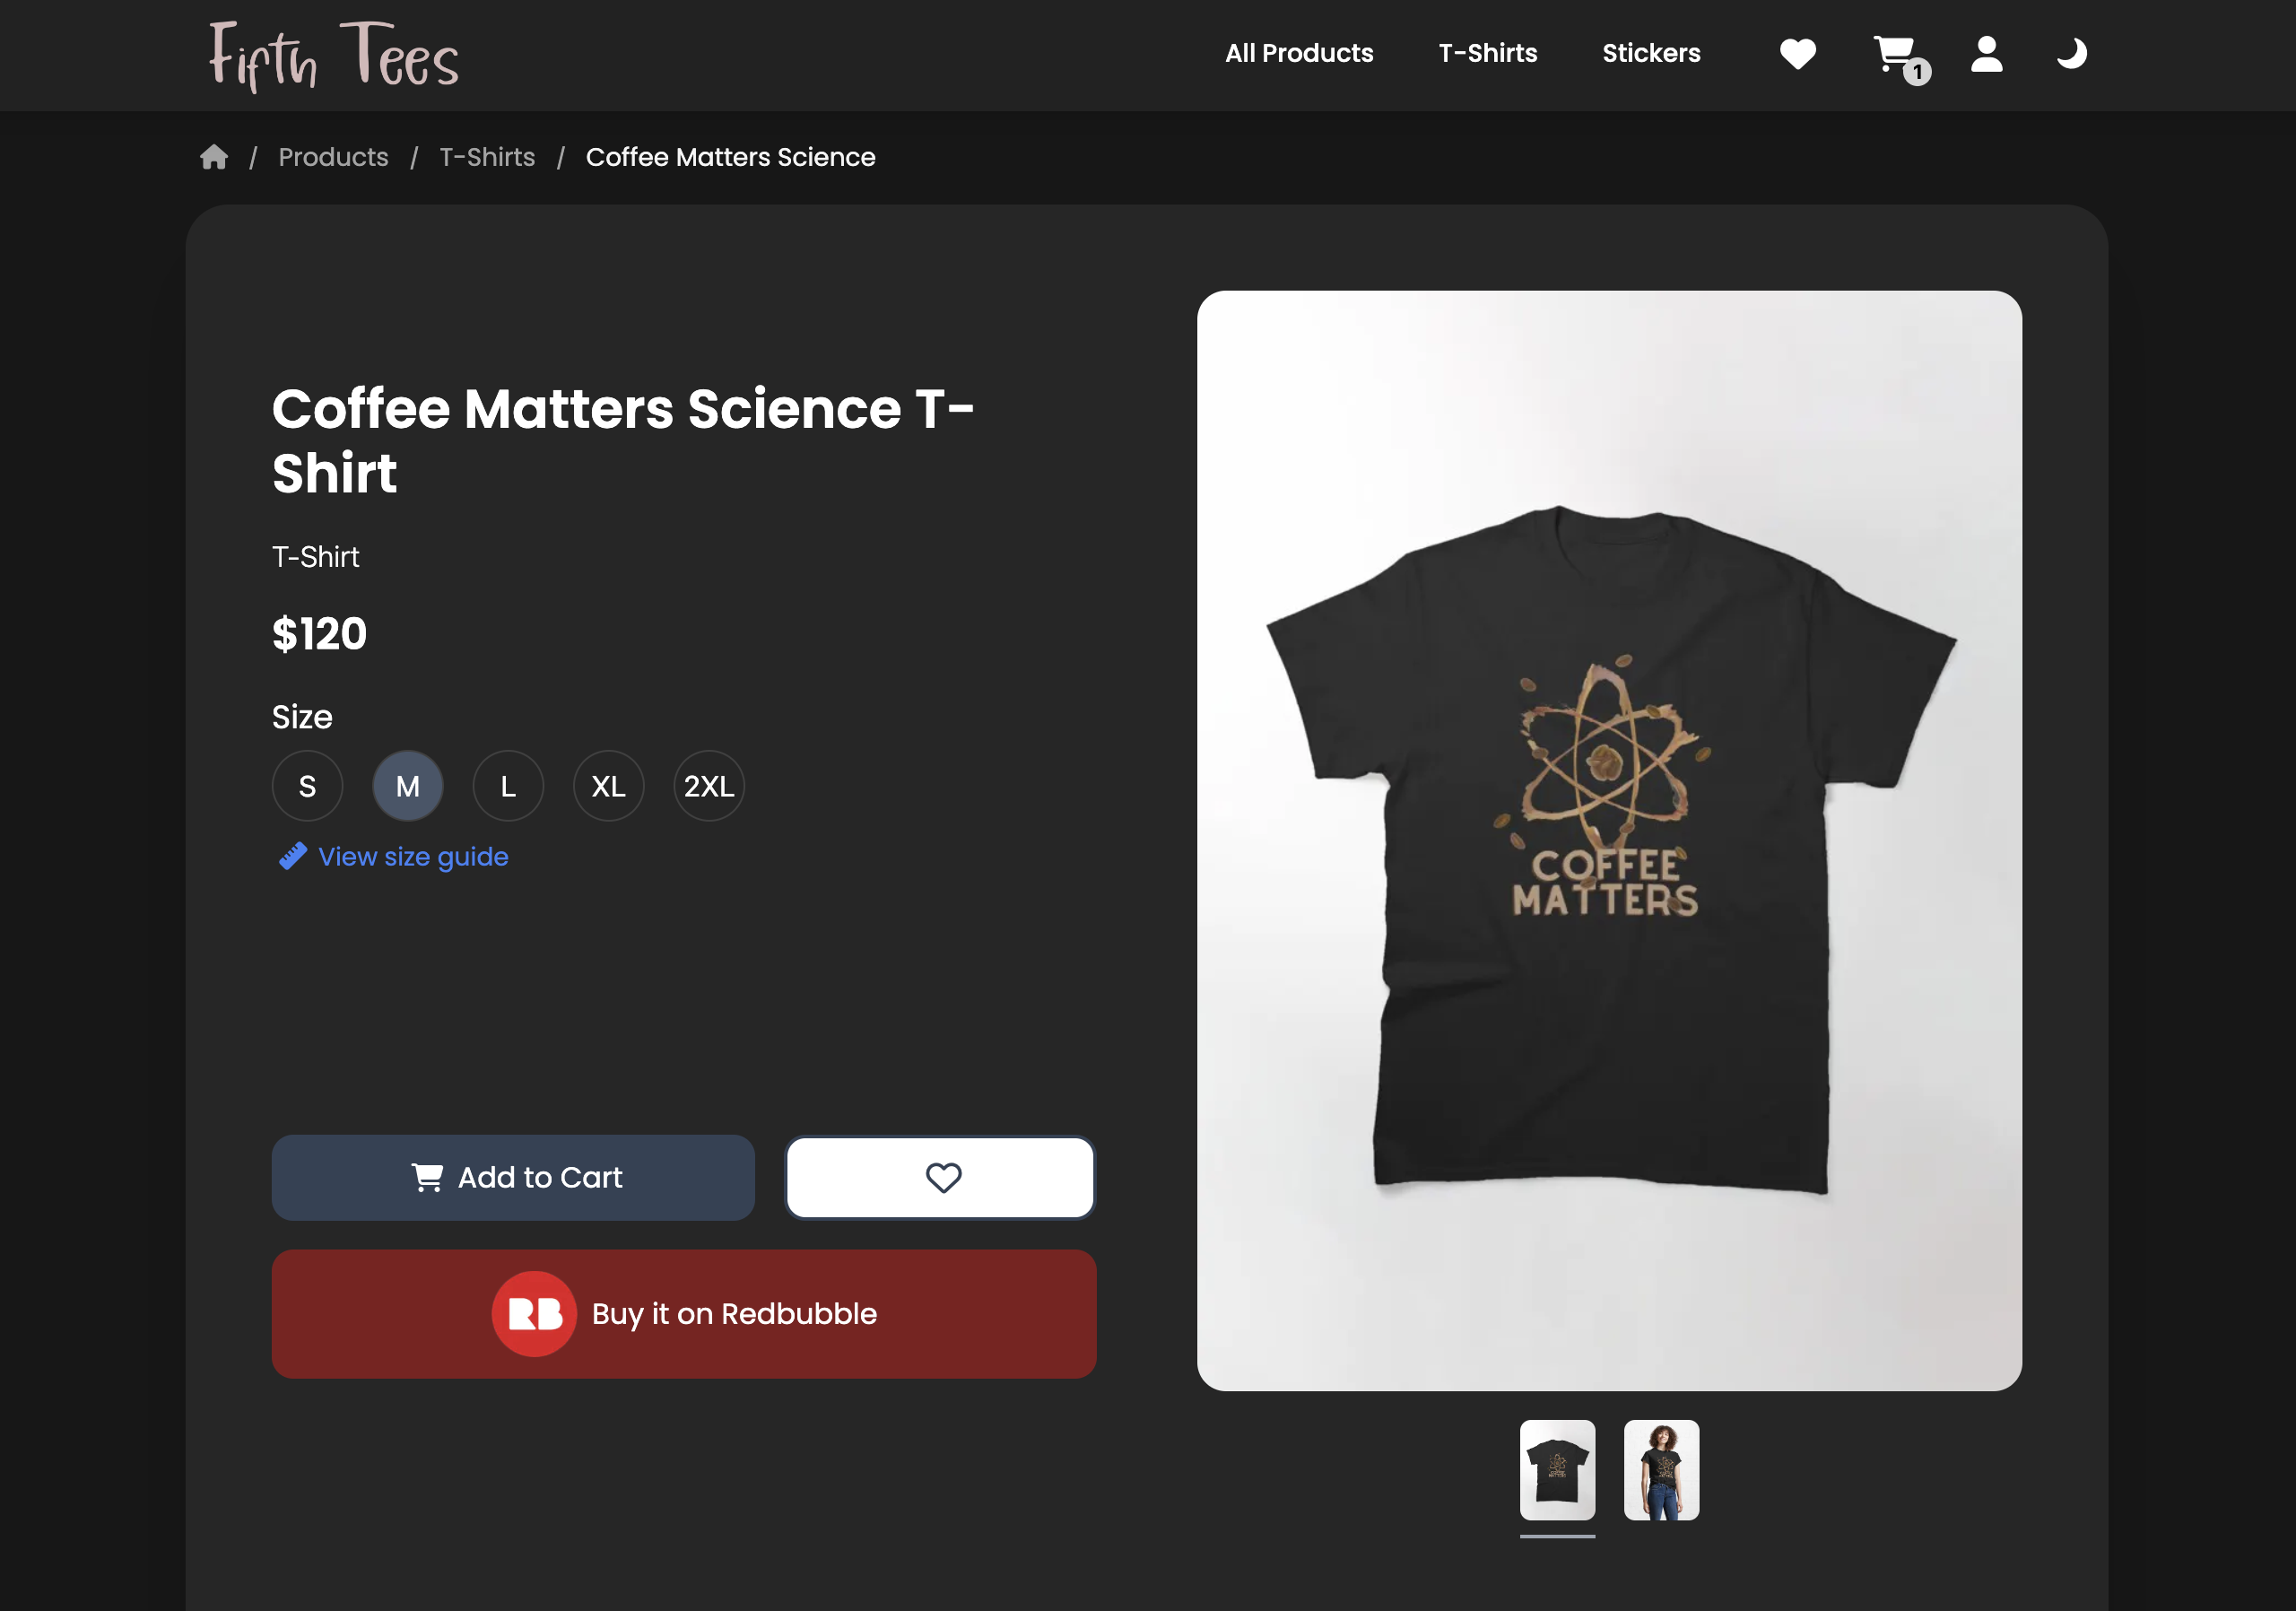 Fifth Tees
All Products T-Shirts Stickers 1
/ Products / T-Shirts / Coffee Matters Science
Coffee Matters Science T-
Shirt
T-Shirt
$120
Size
S M L XL 2XL
View size guide
Add to Cart
RB Buy it on Redbubble
COFFEE
MATTERS